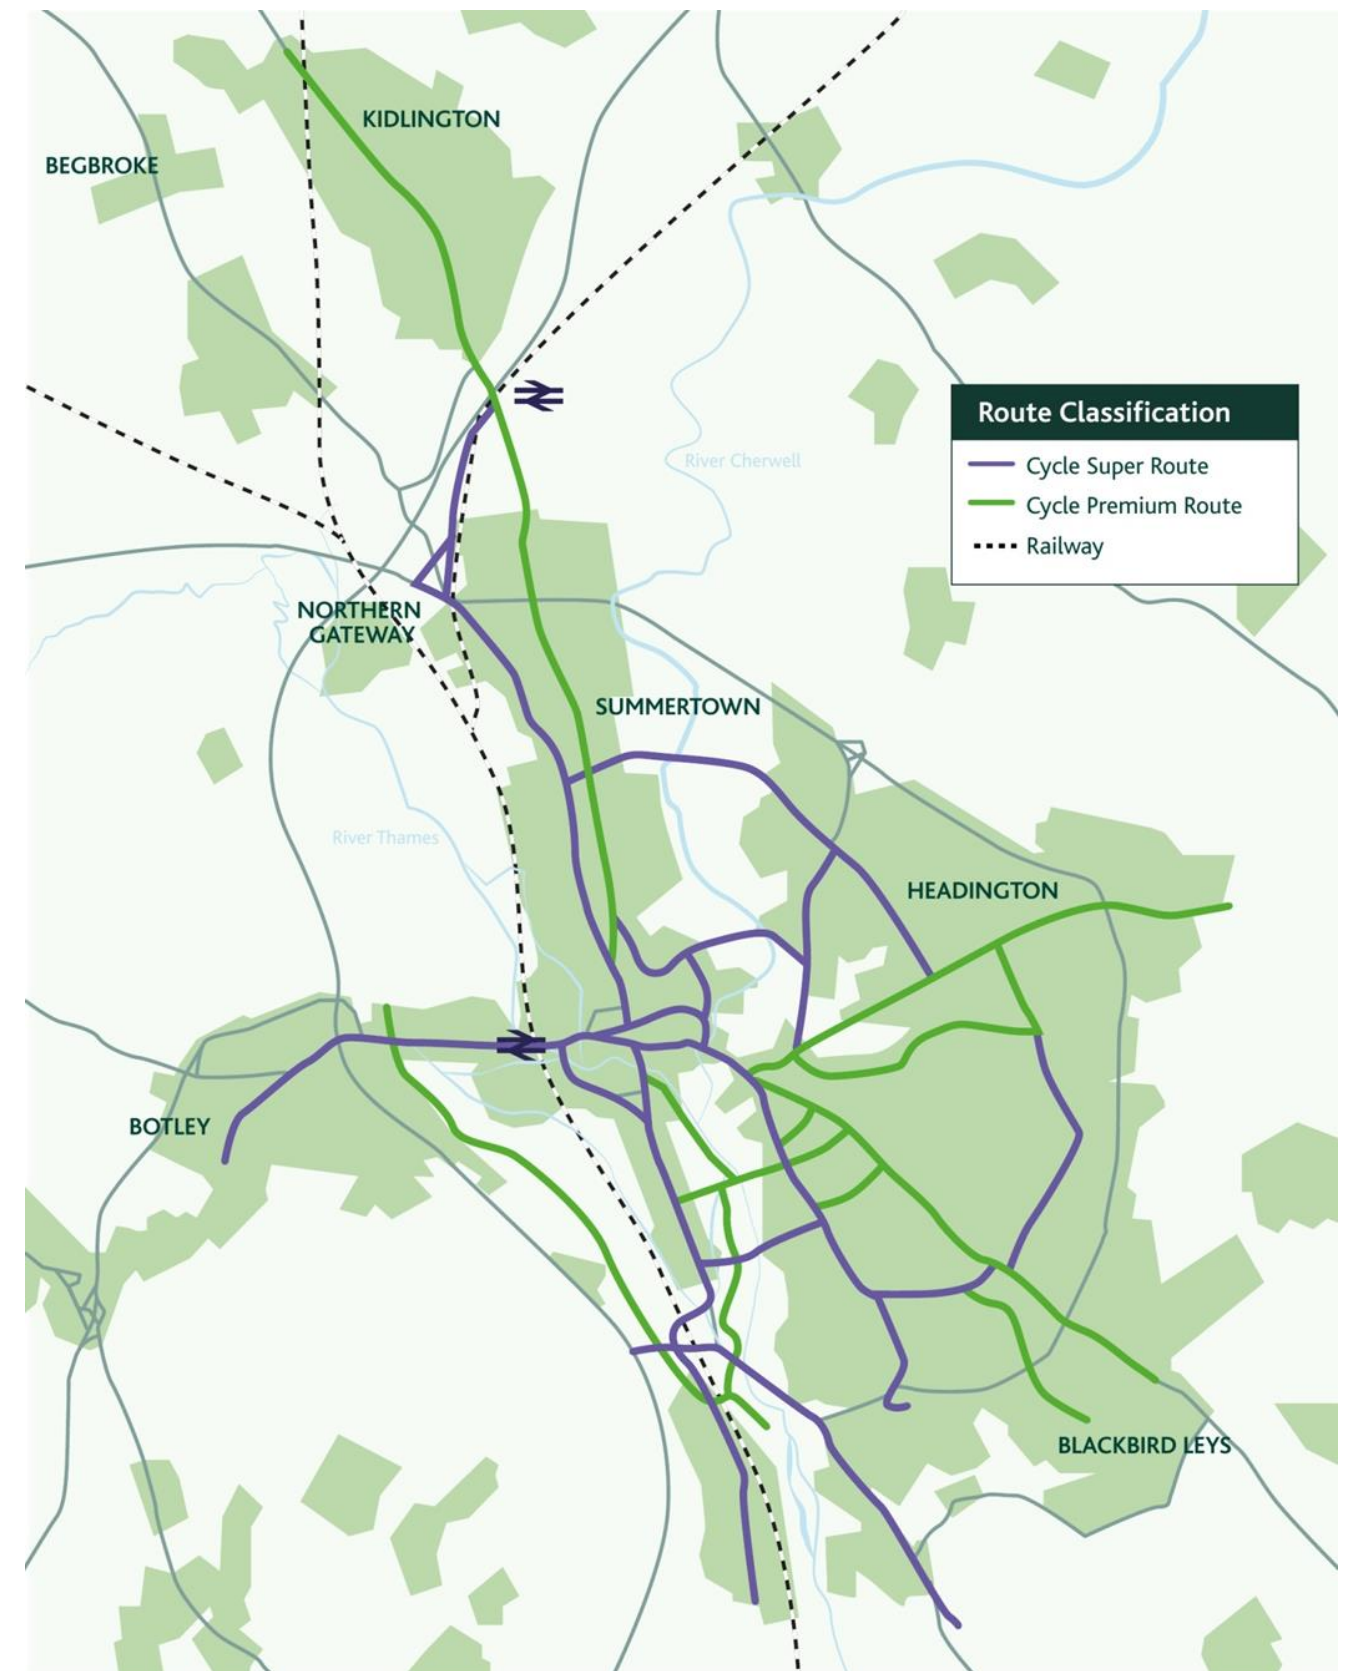 KIDLINGTON
BEGBROKE
Route Classification
Cycle Super Route
Cycle Premium Route
Railway
River Cherwell
NORTHERN
GATEWAY
SUMMERTOWN
River Thames
HEADINGTON
BOTLEY
BLACKBIRD LEYS